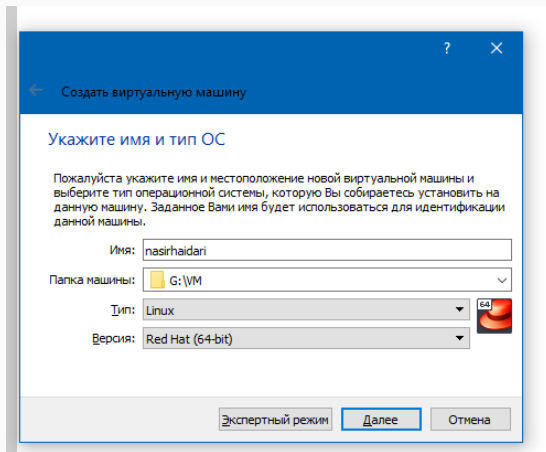 ?
Создать виртуальную машину
Укажите имя и тип ОС
Пожалуйста укажите имя и местоположение новой виртуальной машины и
выберите тип операционной системы, которую Вы собираетесь установить на
данную машину. Заданное Вами имя будет использоваться для идентификации
данной машины.
Имя: nasirhaidari
Папка машины: G:\VM
Тип: Linux
64
Версия: Red Hat (64-bit)
Экспертный режим Далее Отмена